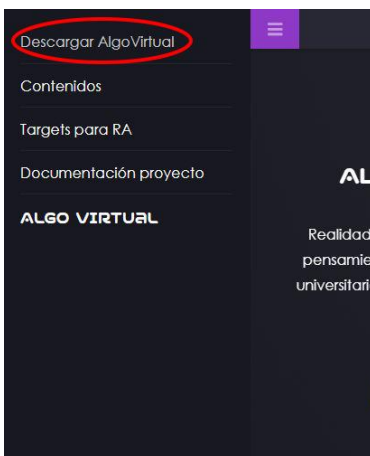 Descargar AlgoVirtual
Contenidos
Targets para RA
Documentación proyecto
ALGO VIRTUAL
AL
Realidad
pensamie
universitari